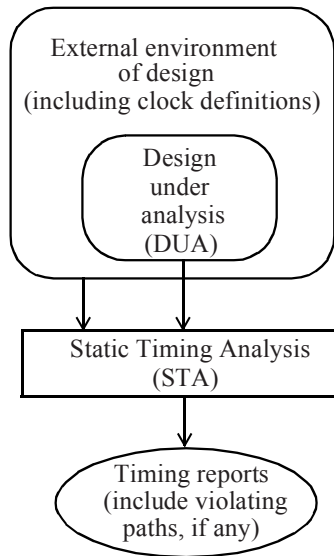 External environment
of design
(including clock definitions)
Design
under
analysis
(DUA)
Static Timing Analysis
(STA)
Timing reports
(include violating
paths, if any)